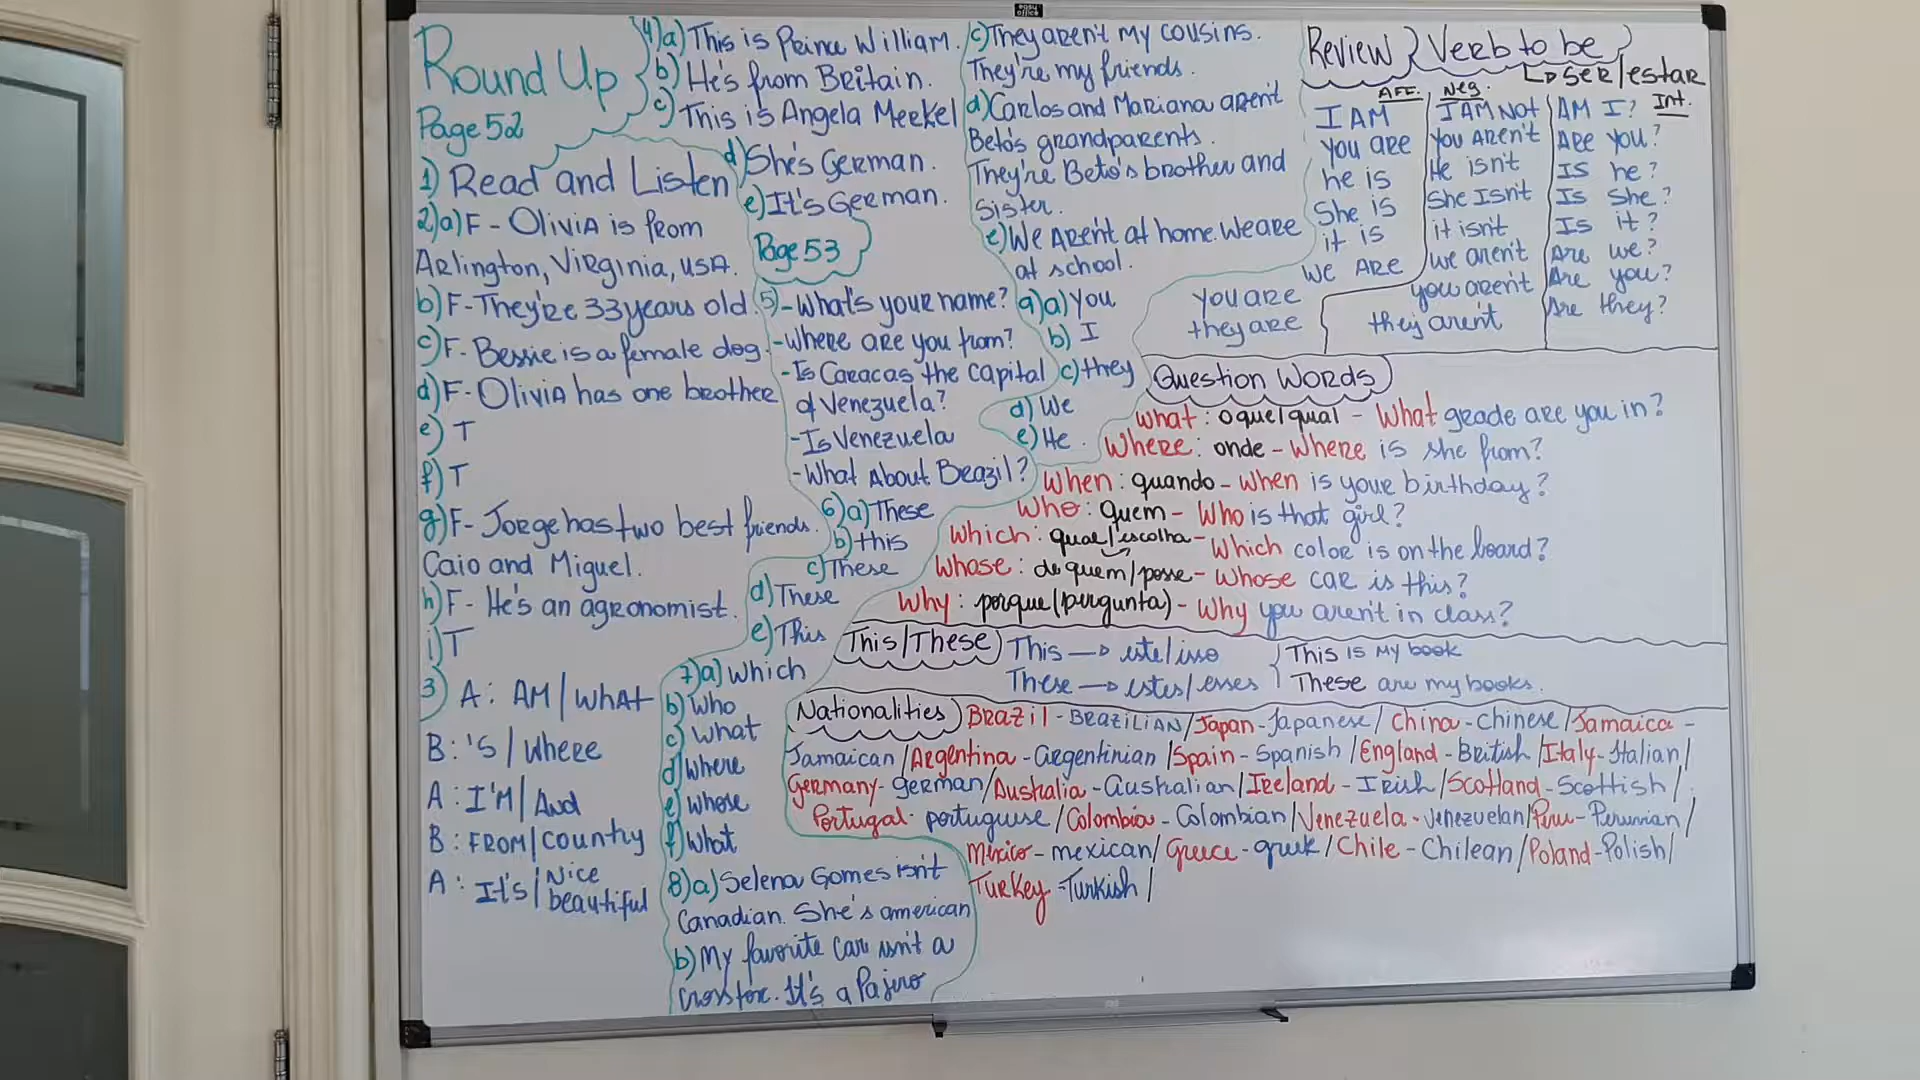 easy office
Round Up
Page 52
1) Read and Listen
2)a) F - Olivia is from
Arlington, Virginia, USA.
b) F - They're 33 years old.
c) F - Bessie is a female dog.
d) F - Olivia has one brother
e) T
f) T
g) F - Jorge has two best friends.
Caio and Miguel.
h) F - He's an agronomist.
i) T
3) A: AM / What
B: 'S / Where
A: I'M / And
B: FROM / Country
A: It's / Nice
beautiful
4) a) This is Prince William.
b) He's from Britain.
c) This is Angela Merkel
d) She's German.
e) It's German.
Page 53
5) - What's your name?
- Where are you from?
- Is Caracas the capital
of Venezuela?
- Is Venezuela
- What About Brazil?
6) a) These
b) this
c) These
d) These
e) This
7) a) Which
b) Who
c) What
d) Where
e) Whose
f) What
8) a) Selena Gomes isn't
Canadian. She's american
b) My favorite car isn't a
Crossfox. It's a Pajero
c) They aren't my cousins.
They're my friends.
d) Carlos and Mariana aren't
Beto's grandparents.
They're Beto's brother and
Sister.
e) We Aren't at home. We are
at school.
9) a) You
b) I
c) they
d) We
e) He.
Review Verb to be
ser/estar
Aff.
I AM
you are
he is
She is
it is
we are
you are
they are
Neg.
I AM NOT
you aren't
He isn't
She Isn't
it isn't
we aren't
you aren't
they aren't
Int.
AM I?
Are you?
Is he?
Is She?
Is it?
Are we?
Are you?
Are they?
Question Words
What: o que/qual - What grade are you in?
Where: onde - Where is she from?
When: quando - When is your birthday?
Who: Quem - Who is that girl?
Which: qual/escolha - Which color is on the board?
Whose: de quem/posse - Whose car is this?
Why: porque (pergunta) - Why you aren't in class?
This/These
This → este/isso
These → estes/esses
This is my book
These are my books.
Nationalities Brazil - Brazilian / Japan - Japanese / China - Chinese / Jamaica -
Jamaican / Argentina - Argentinian / Spain - Spanish / England - British / Italy - Italian /
Germany - german / Australia - Australian / Ireland - Irish / Scotland - Scottish /
Portugal - portuguese / Colombia - Colombian / Venezuela - Venezuelan / Peru - Peruvian /
Mexico - mexican / Greece - greek / Chile - Chilean / Poland - Polish /
Turkey - Turkish /